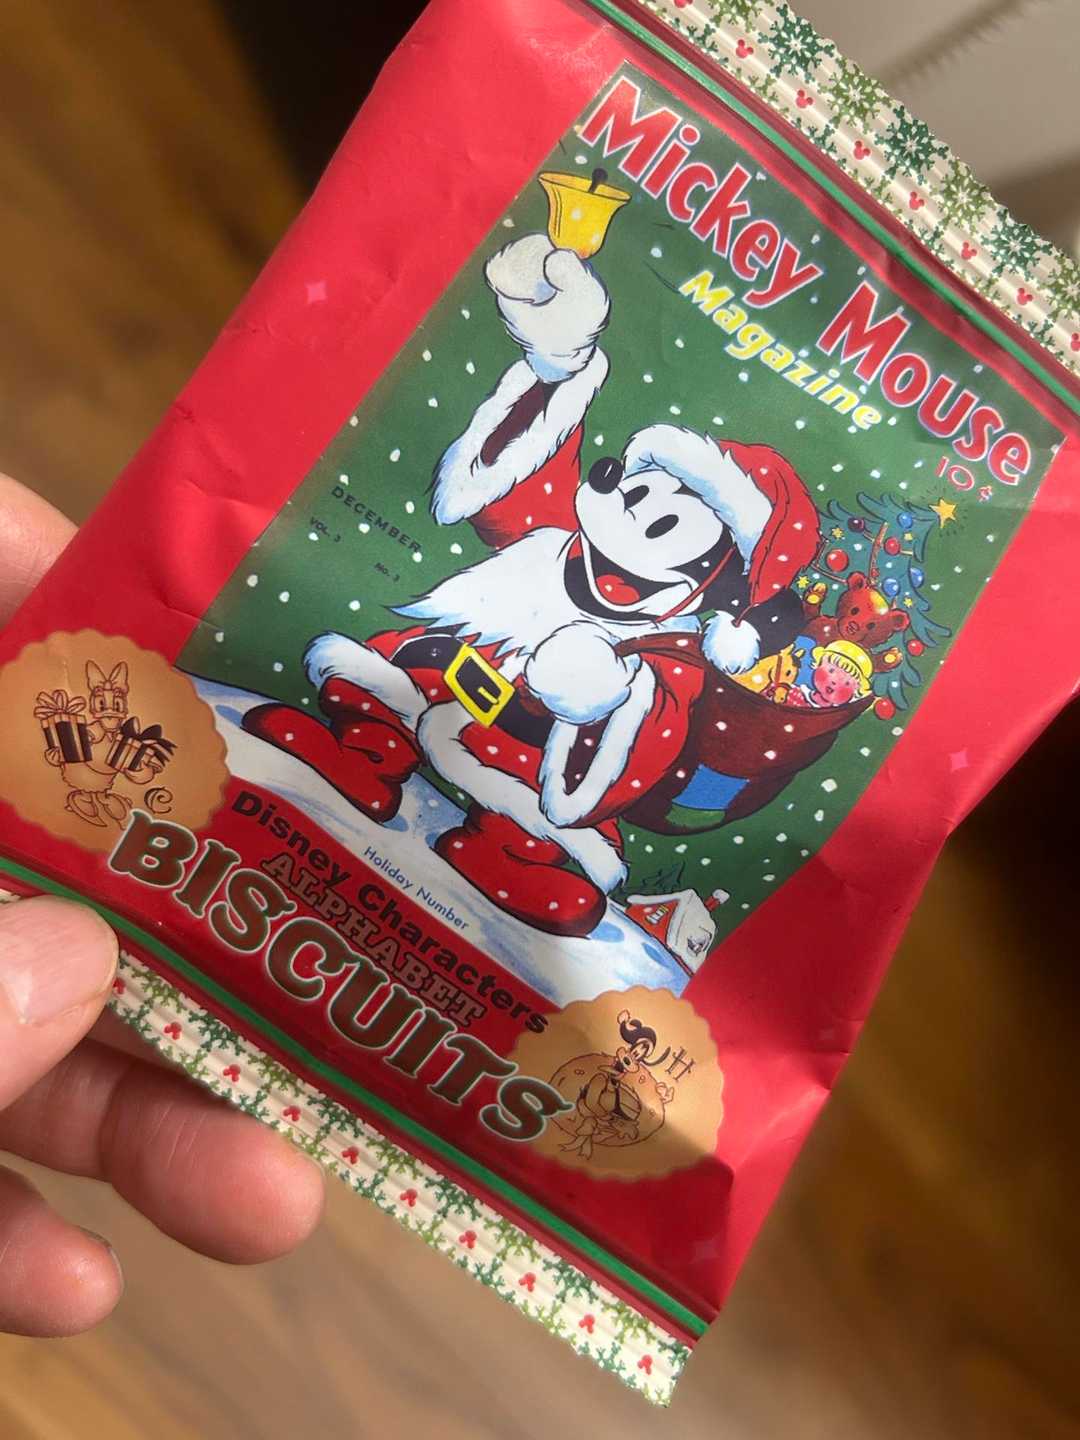 Mickey Mouse
Magazine
10¢
DECEMBER
VOL. 3
NO. 3
Holiday Number
Disney Characters
ALPHABET
BISCUITS
C
H